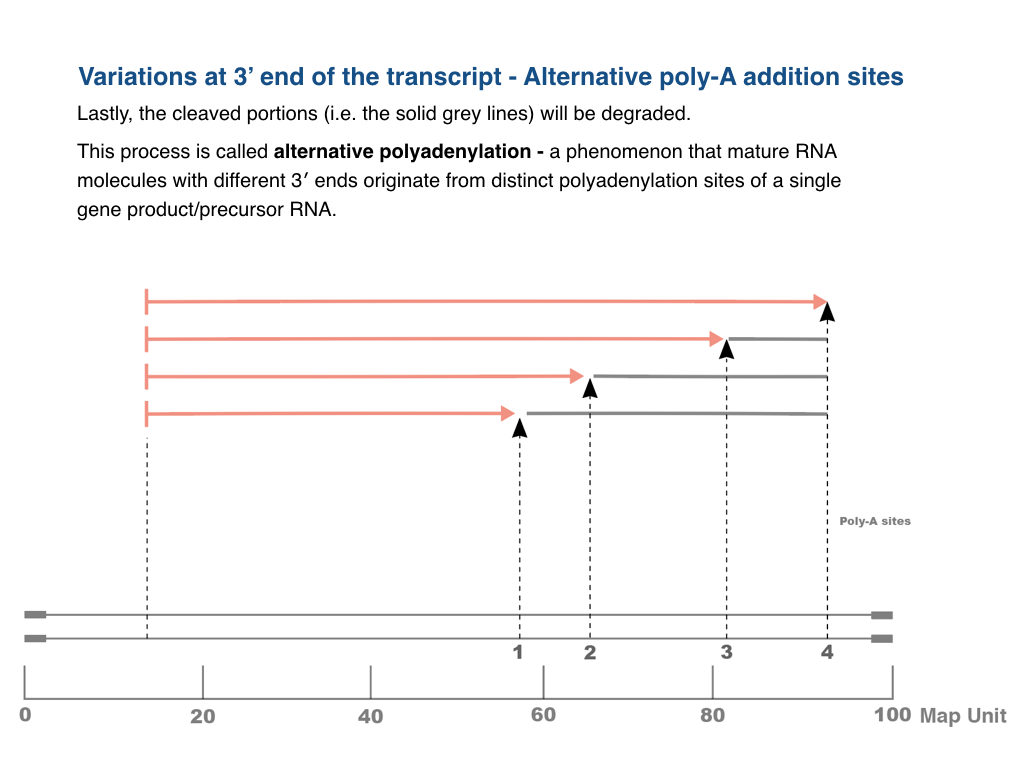 Variations at 3’ end of the transcript - Alternative poly-A addition sites
Lastly, the cleaved portions (i.e. the solid grey lines) will be degraded.
This process is called alternative polyadenylation - a phenomenon that mature RNA
molecules with different 3′ ends originate from distinct polyadenylation sites of a single
gene product/precursor RNA.
Poly-A sites
1 2 3 4
0 20 40 60 80 100 Map Unit